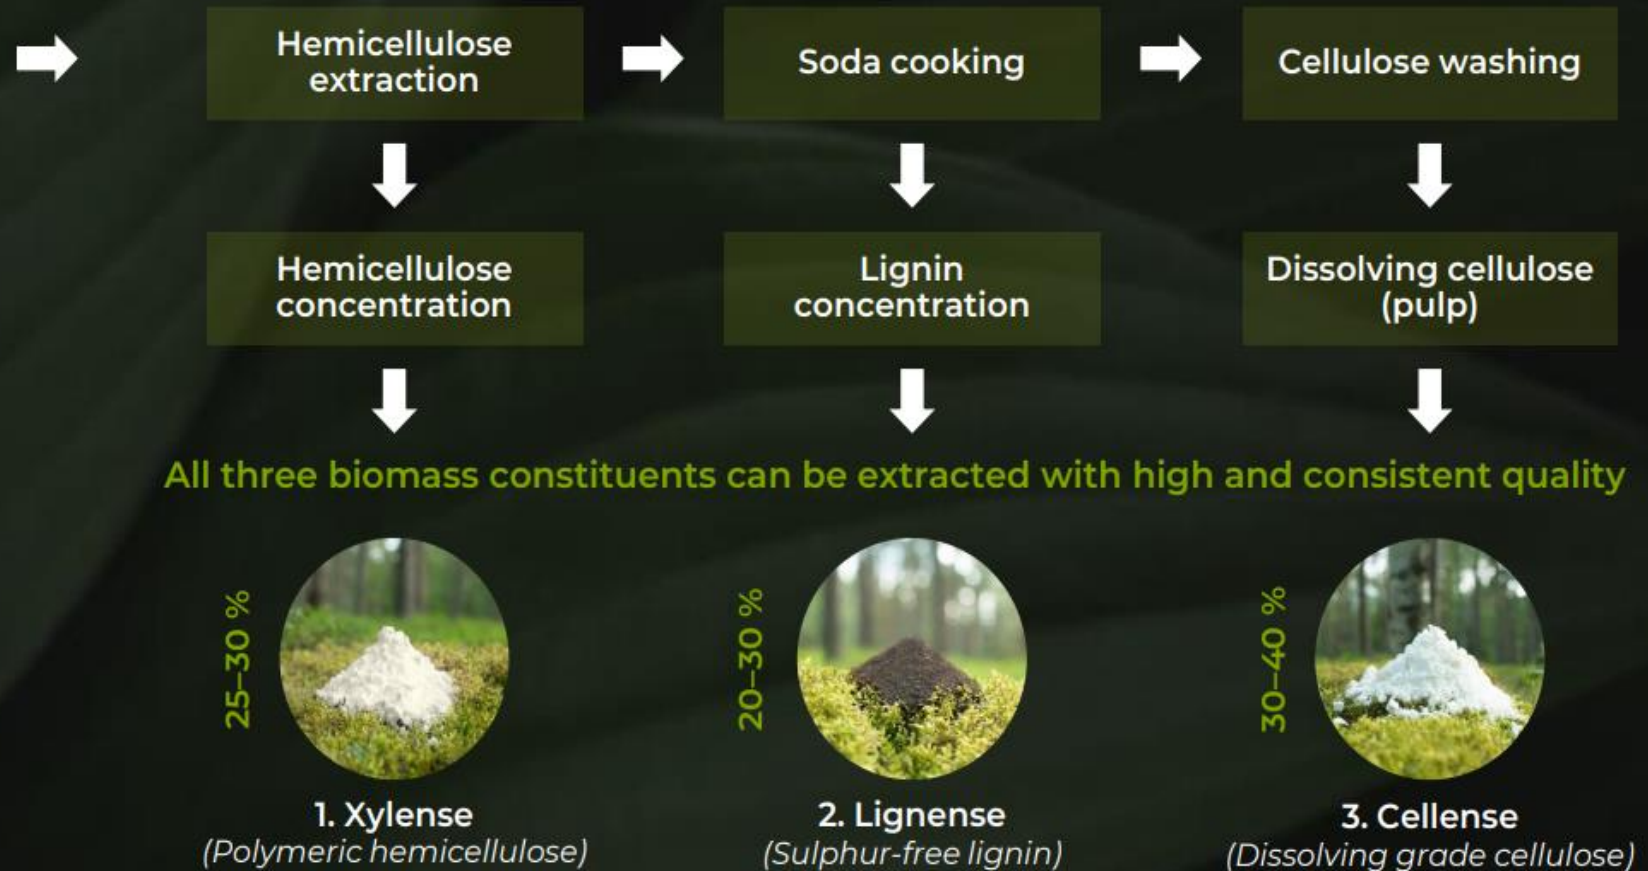 Hemicellulose
extraction
Soda cooking
Cellulose washing
Hemicellulose
concentration
Lignin
concentration
Dissolving cellulose
(pulp)
All three biomass constituents can be extracted with high and consistent quality
25–30 %
20–30 %
30–40 %
1. Xylense
(Polymeric hemicellulose)
2. Lignense
(Sulphur-free lignin)
3. Cellense
(Dissolving grade cellulose)